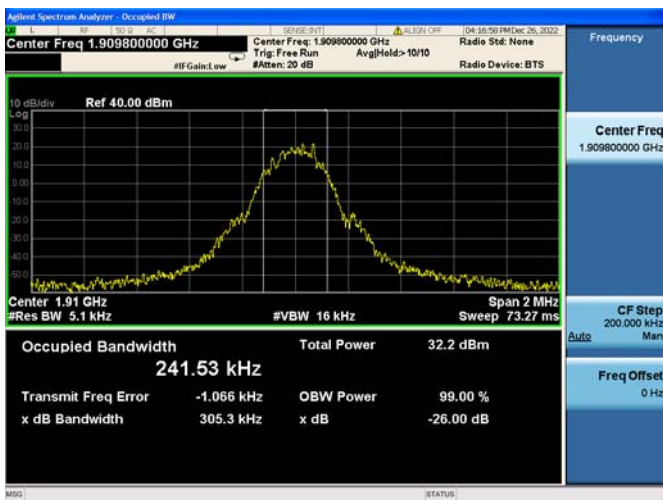 Agilent Spectrum Analyzer - Occupied BW
L RF 50 Ω AC SENSE:INT ALIGN OFF 04:16:58 PM Dec 26, 2022
Center Freq 1.909800000 GHz
Center Freq: 1.909800000 GHz
Radio Std: None
Trig: Free Run
Avg|Hold:> 10/10
#IFGain:Low
#Atten: 20 dB
Radio Device: BTS
10 dB/div
Ref 40.00 dBm
Log
30.0
20.0
10.0
0.00
-10.0
-20.0
-30.0
-40.0
-50.0
Center 1.91 GHz
Span 2 MHz
#Res BW 5.1 kHz
#VBW 16 kHz
Sweep 73.27 ms
Occupied Bandwidth
Total Power 32.2 dBm
241.53 kHz
Transmit Freq Error -1.066 kHz
OBW Power 99.00 %
x dB Bandwidth 305.3 kHz
x dB -26.00 dB
MSG
STATUS
Frequency
Center Freq
1.909800000 GHz
CF Step
200.000 kHz
Auto Man
Freq Offset
0 Hz